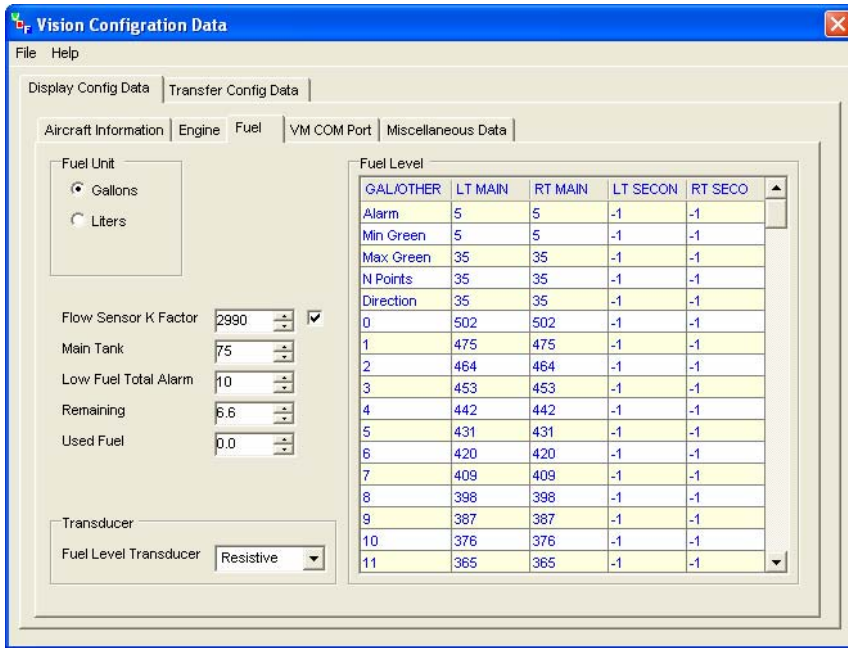 Vision Configration Data
File Help
Display Config Data Transfer Config Data
Aircraft Information Engine Fuel VM COM Port Miscellaneous Data
Fuel Unit
Gallons
Liters
Flow Sensor K Factor 2990
Main Tank 75
Low Fuel Total Alarm 10
Remaining 6.6
Used Fuel 0.0
Transducer
Fuel Level Transducer Resistive
Fuel Level
GAL/OTHER LT MAIN RT MAIN LT SECON RT SECO
Alarm 5 5 -1 -1
Min Green 5 5 -1 -1
Max Green 35 35 -1 -1
N Points 35 35 -1 -1
Direction 35 35 -1 -1
0 502 502 -1 -1
1 475 475 -1 -1
2 464 464 -1 -1
3 453 453 -1 -1
4 442 442 -1 -1
5 431 431 -1 -1
6 420 420 -1 -1
7 409 409 -1 -1
8 398 398 -1 -1
9 387 387 -1 -1
10 376 376 -1 -1
11 365 365 -1 -1